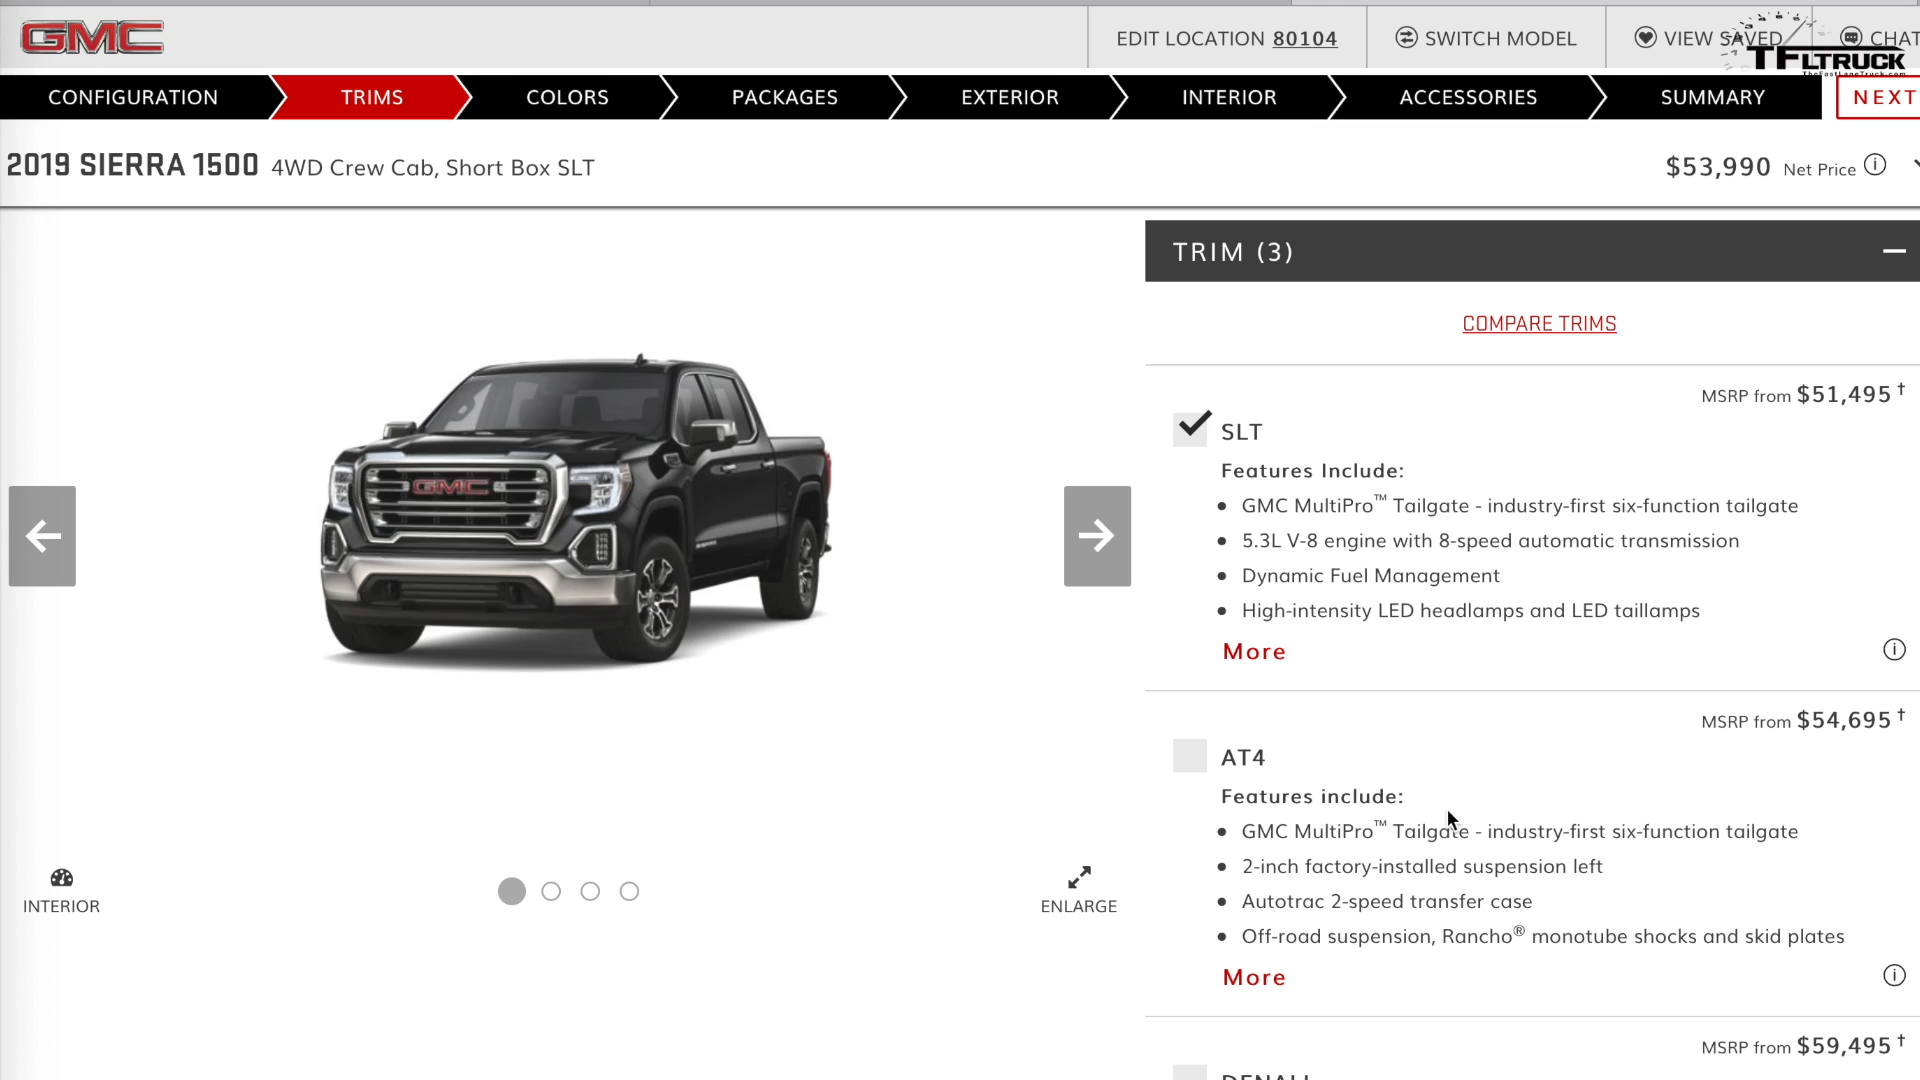 GMC
EDIT LOCATION 80104
SWITCH MODEL
VIEW SAVED
CHAT
TFLTRUCK
TheFastLaneTruck.com
CONFIGURATION
TRIMS
COLORS
PACKAGES
EXTERIOR
INTERIOR
ACCESSORIES
SUMMARY
NEXT
2019 SIERRA 1500 4WD Crew Cab, Short Box SLT
$53,990 Net Price
TRIM (3)
COMPARE TRIMS
MSRP from $51,495 †
SLT
Features Include:
• GMC MultiPro™ Tailgate - industry-first six-function tailgate
• 5.3L V-8 engine with 8-speed automatic transmission
• Dynamic Fuel Management
• High-intensity LED headlamps and LED taillamps
More
MSRP from $54,695 †
AT4
Features include:
• GMC MultiPro™ Tailgate - industry-first six-function tailgate
• 2-inch factory-installed suspension left
• Autotrac 2-speed transfer case
• Off-road suspension, Rancho® monotube shocks and skid plates
More
MSRP from $59,495 †
DENALI
GMC
INTERIOR
ENLARGE